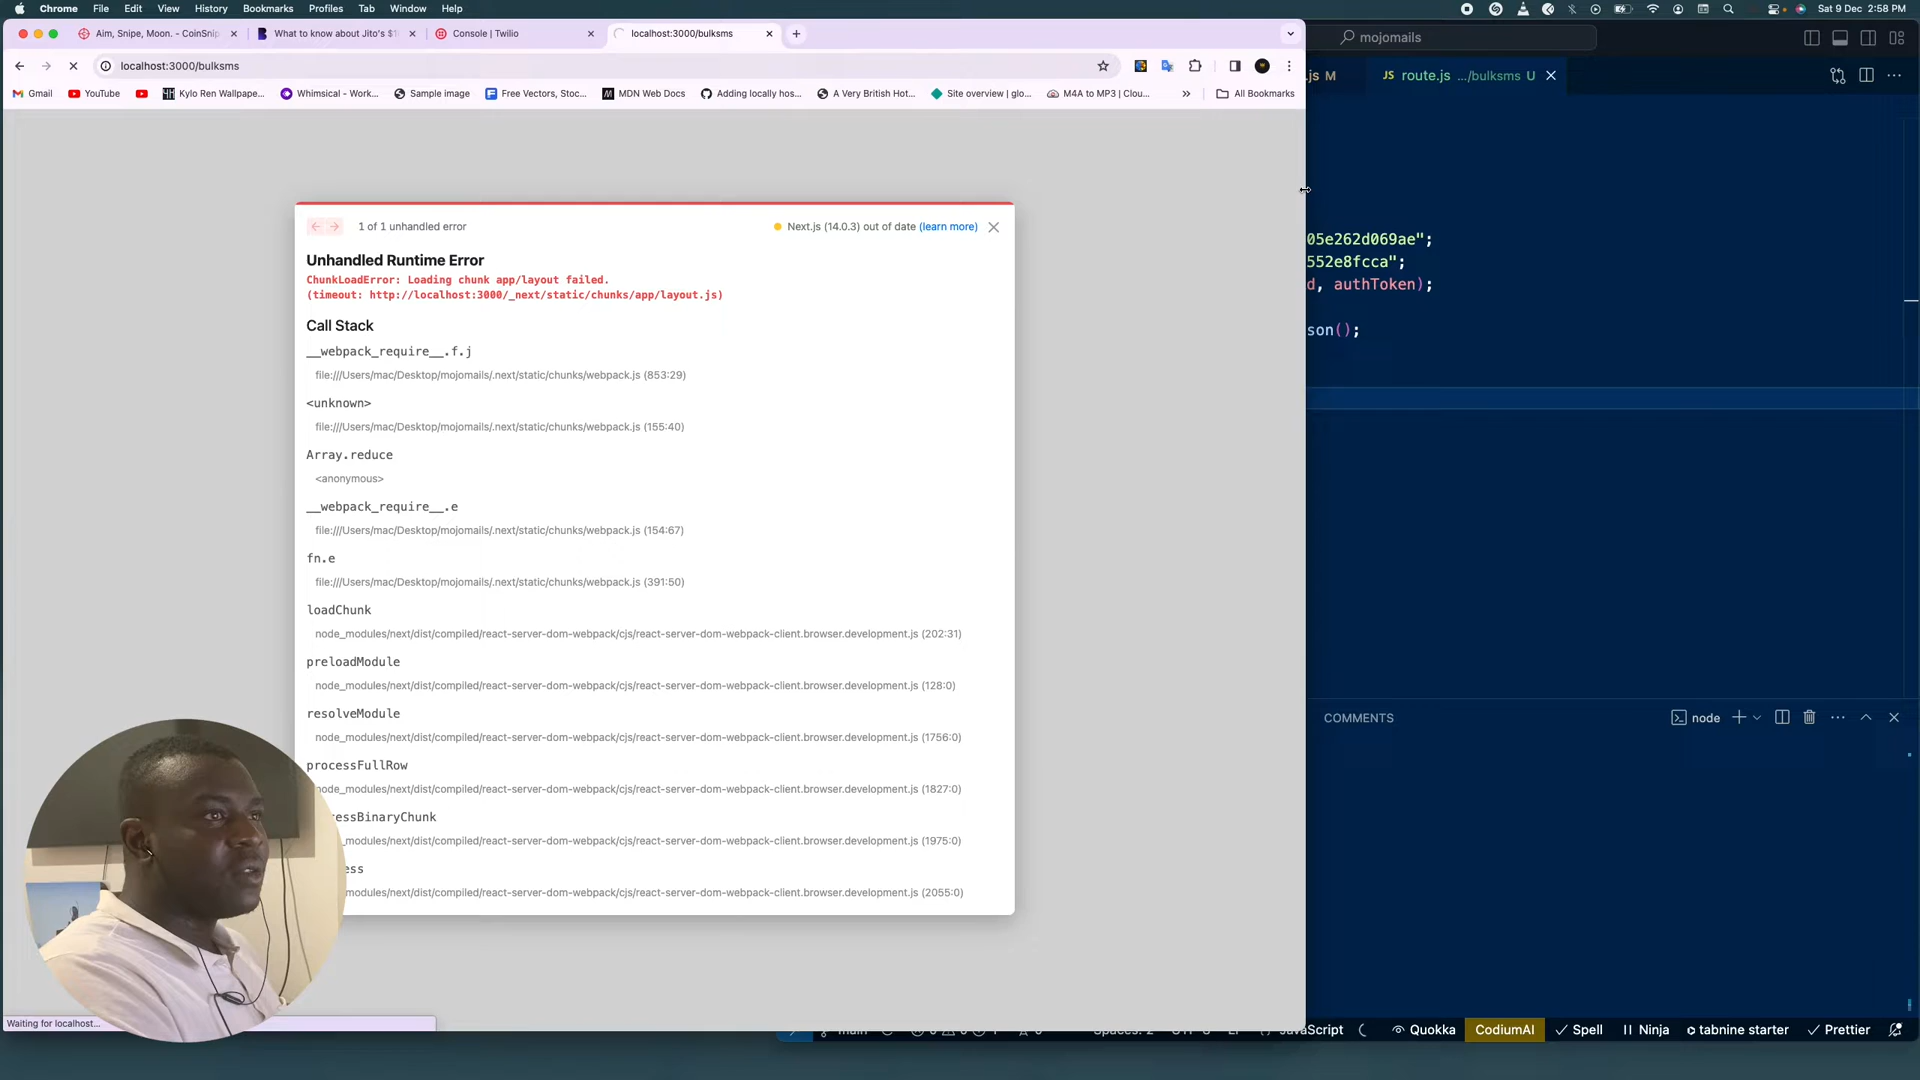 Chrome File Edit View History Bookmarks Profiles Tab Window Help Sat 9 Dec 2:58 PM
Aim, Snipe, Moon. - CoinSnip What to know about Jito's $1 Console | Twilio localhost:3000/bulksms
localhost:3000/bulksms
Gmail YouTube Kylo Ren Wallpape... Whimsical - Work... Sample image Free Vectors, Stoc... MDN Web Docs Adding locally hos... A Very British Hot... Site overview | glo... M4A to MP3 | Clou... » All Bookmarks
mojomails
.js M JS route.js .../bulksms U
1 of 1 unhandled error Next.js (14.0.3) out of date (learn more)
Unhandled Runtime Error
ChunkLoadError: Loading chunk app/layout failed.
(timeout: http://localhost:3000/_next/static/chunks/app/layout.js)
Call Stack
__webpack_require__.f.j
file:///Users/mac/Desktop/mojomails/.next/static/chunks/webpack.js (853:29)
<unknown>
file:///Users/mac/Desktop/mojomails/.next/static/chunks/webpack.js (155:40)
Array.reduce
<anonymous>
__webpack_require__.e
file:///Users/mac/Desktop/mojomails/.next/static/chunks/webpack.js (154:67)
fn.e
file:///Users/mac/Desktop/mojomails/.next/static/chunks/webpack.js (391:50)
loadChunk
node_modules/next/dist/compiled/react-server-dom-webpack/cjs/react-server-dom-webpack-client.browser.development.js (202:31)
preloadModule
node_modules/next/dist/compiled/react-server-dom-webpack/cjs/react-server-dom-webpack-client.browser.development.js (128:0)
resolveModule
node_modules/next/dist/compiled/react-server-dom-webpack/cjs/react-server-dom-webpack-client.browser.development.js (1756:0)
processFullRow
node_modules/next/dist/compiled/react-server-dom-webpack/cjs/react-server-dom-webpack-client.browser.development.js (1827:0)
essBinaryChunk
_modules/next/dist/compiled/react-server-dom-webpack/cjs/react-server-dom-webpack-client.browser.development.js (1975:0)
ess
modules/next/dist/compiled/react-server-dom-webpack/cjs/react-server-dom-webpack-client.browser.development.js (2055:0)
05e262d069ae";
552e8fcca";
d, authToken);
son();
COMMENTS node
Waiting for localhost...
JavaScript Quokka CodiumAI Spell Ninja tabnine starter Prettier